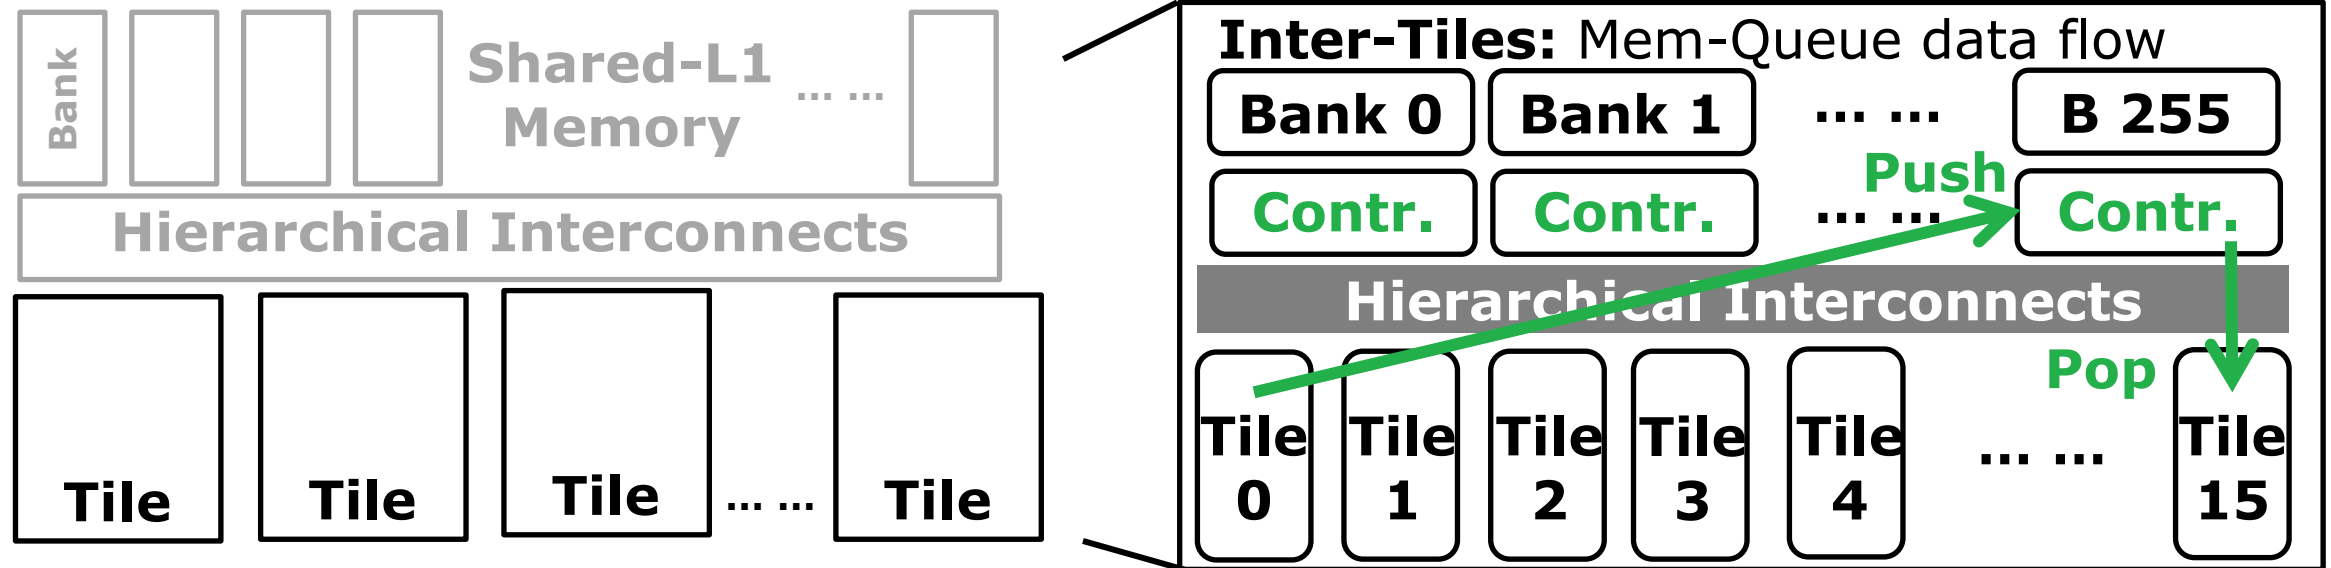 Bank
Shared-L1
Memory
... ...
Hierarchical Interconnects
Tile
Tile
Tile
... ...
Tile
Inter-Tiles: Mem-Queue data flow
Bank 0
Bank 1
... ...
B 255
Push
Contr.
Contr.
... ...
Contr.
Hierarchical Interconnects
Pop
Tile
0
Tile
1
Tile
2
Tile
3
Tile
4
... ...
Tile
15